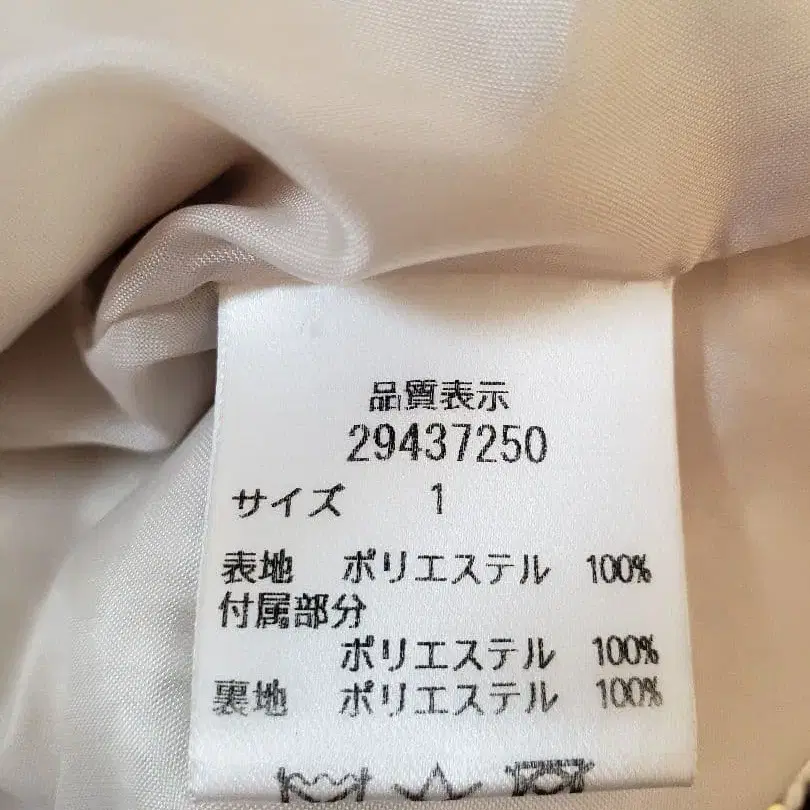 品質表示
29437250
サイズ 1
表地 ポリエステル 100%
付属部分
ポリエステル 100%
裏地 ポリエステル 100%